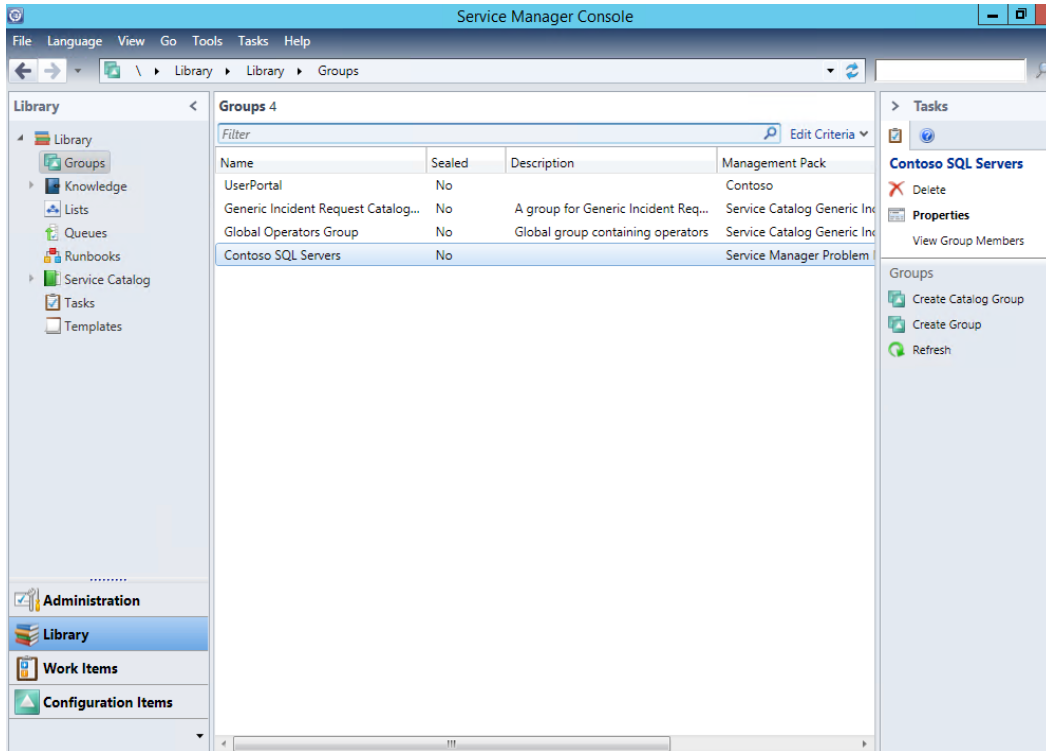 Service Manager Console
File Language View Go Tools Tasks Help
\ Library Library Groups
Library
Library
Groups
Knowledge
Lists
Queues
Runbooks
Service Catalog
Tasks
Templates
Administration
Library
Work Items
Configuration Items
Groups 4
Filter Edit Criteria
Name Sealed Description Management Pack
UserPortal No Contoso
Generic Incident Request Catalog... No A group for Generic Incident Req... Service Catalog Generic
Global Operators Group No Global group containing operators Service Catalog Generic
Contoso SQL Servers No Service Manager Problem
Tasks
Contoso SQL Servers
Delete
Properties
View Group Members
Groups
Create Catalog Group
Create Group
Refresh